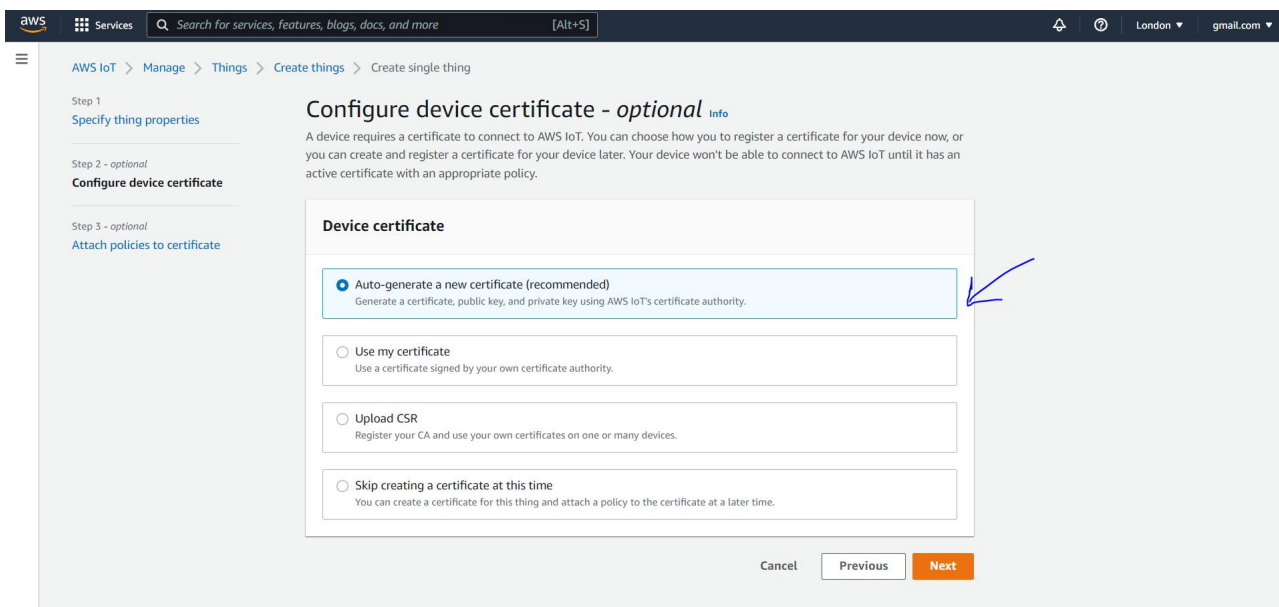 aws Services Search for services, features, blogs, docs, and more [Alt+S] London ▼ gmail.com ▼
AWS IoT > Manage > Things > Create things > Create single thing
Step 1
Specify thing properties
Step 2 - optional
Configure device certificate
Step 3 - optional
Attach policies to certificate
Configure device certificate - optional Info
A device requires a certificate to connect to AWS IoT. You can choose how you to register a certificate for your device now, or
you can create and register a certificate for your device later. Your device won't be able to connect to AWS IoT until it has an
active certificate with an appropriate policy.
Device certificate
Auto-generate a new certificate (recommended)
Generate a certificate, public key, and private key using AWS IoT's certificate authority.
Use my certificate
Use a certificate signed by your own certificate authority.
Upload CSR
Register your CA and use your own certificates on one or many devices.
Skip creating a certificate at this time
You can create a certificate for this thing and attach a policy to the certificate at a later time.
Cancel Previous Next